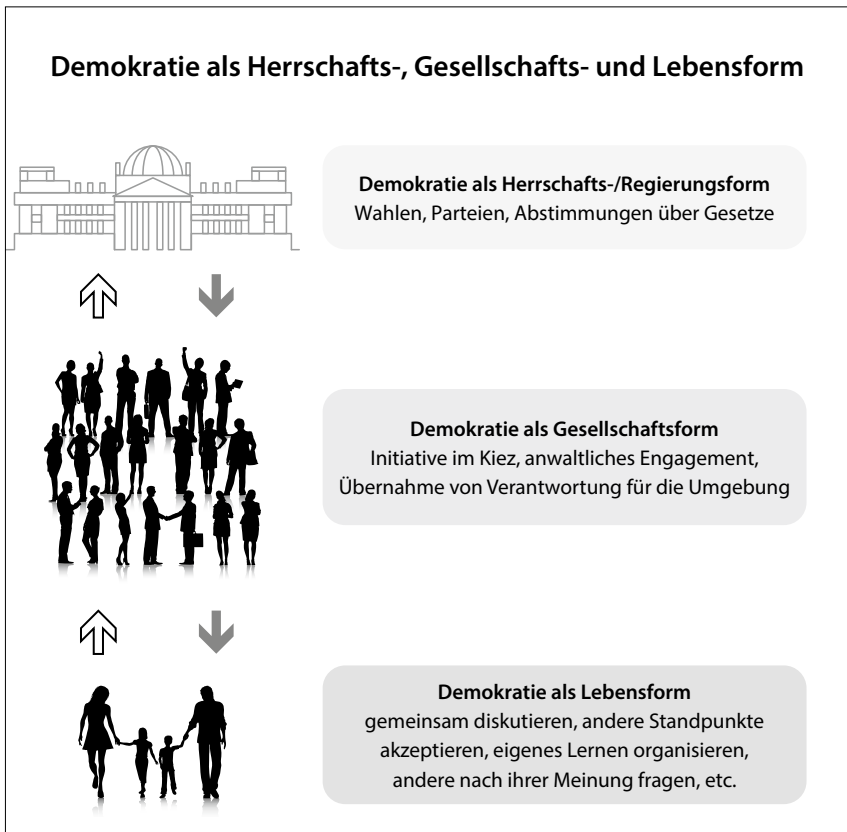 Demokratie als Herrschafts-, Gesellschafts- und Lebensform
Demokratie als Herrschafts-/Regierungsform
Wahlen, Parteien, Abstimmungen über Gesetze
Demokratie als Gesellschaftsform
Initiative im Kiez, anwaltliches Engagement,
Übernahme von Verantwortung für die Umgebung
Demokratie als Lebensform
gemeinsam diskutieren, andere Standpunkte
akzeptieren, eigenes Lernen organisieren,
andere nach ihrer Meinung fragen, etc.